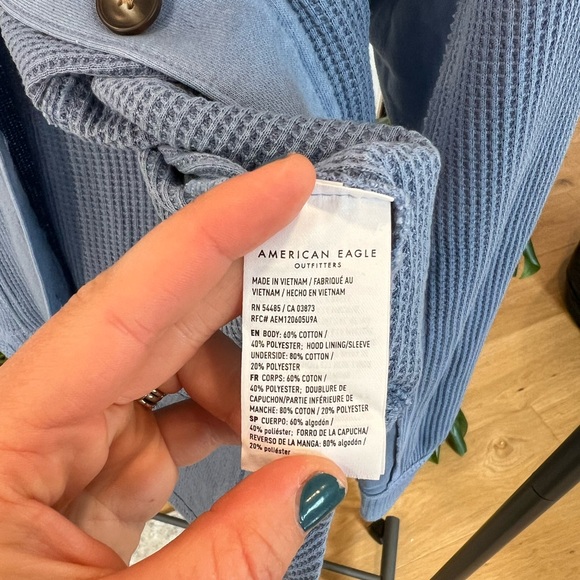 AMERICAN EAGLE
OUTFITTERS
MADE IN VIETNAM / FABRIQUÉ AU
VIETNAM / HECHO EN VIETNAM
RN 54485 / CA 03873
RFC# AEM120605U9A
EN BODY: 60% COTTON /
40% POLYESTER; HOOD LINING/SLEEVE
UNDERSIDE: 80% COTTON /
20% POLYESTER
FR CORPS: 60% COTON /
40% POLYESTER; DOUBLURE DE
CAPUCHON/PARTIE INFÉRIEURE DE
MANCHE: 80% COTON / 20% POLYESTER
SP CUERPO: 60% algodón /
40% poliéster; FORRO DE LA CAPUCHA/
REVERSO DE LA MANGA: 80% algodón /
20% poliéster